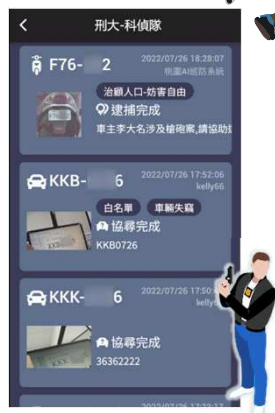 刑大-科偵隊
F76- 2
2022/07/26 18:28:07
桃園AI巡防系統
治顧人口-妨害自由
逮捕完成
車主李大名涉及槍砲案,請協助
KKB- 6
2022/07/26 17:52:06
kelly66
白名單 車輛失竊
協尋完成
KKB0726
KKK- 6
2022/07/26 17:50
kelly
協尋完成
36362222